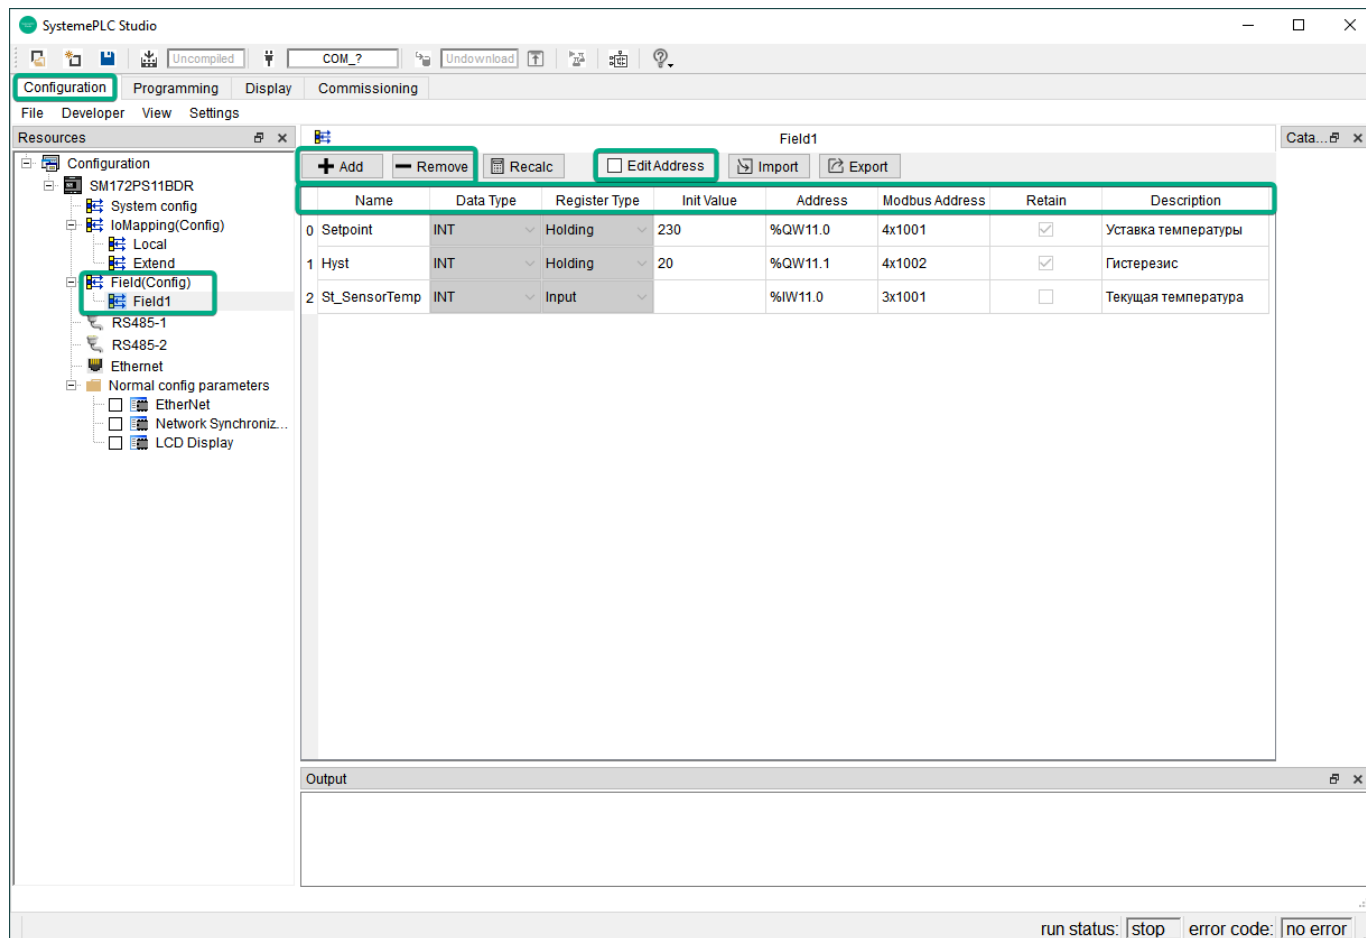 SystemePLC Studio
Uncompiled COM_? Undownload
Configuration Programming Display Commissioning
File Developer View Settings
Resources
Configuration
SM172PS11BDR
System config
IoMapping(Config)
Local
Extend
Field(Config)
Field1
RS485-1
RS485-2
Ethernet
Normal config parameters
EtherNet
Network Synchroniz...
LCD Display
Field1
Add Remove Recalc Edit Address Import Export
Name Data Type Register Type Init Value Address Modbus Address Retain Description
0 Setpoint INT Holding 230 %QW11.0 4x1001 Уставка температуры
1 Hyst INT Holding 20 %QW11.1 4x1002 Гистерезис
2 St_SensorTemp INT Input %IW11.0 3x1001 Текущая температура
Cata...
Output
run status: stop error code: no error